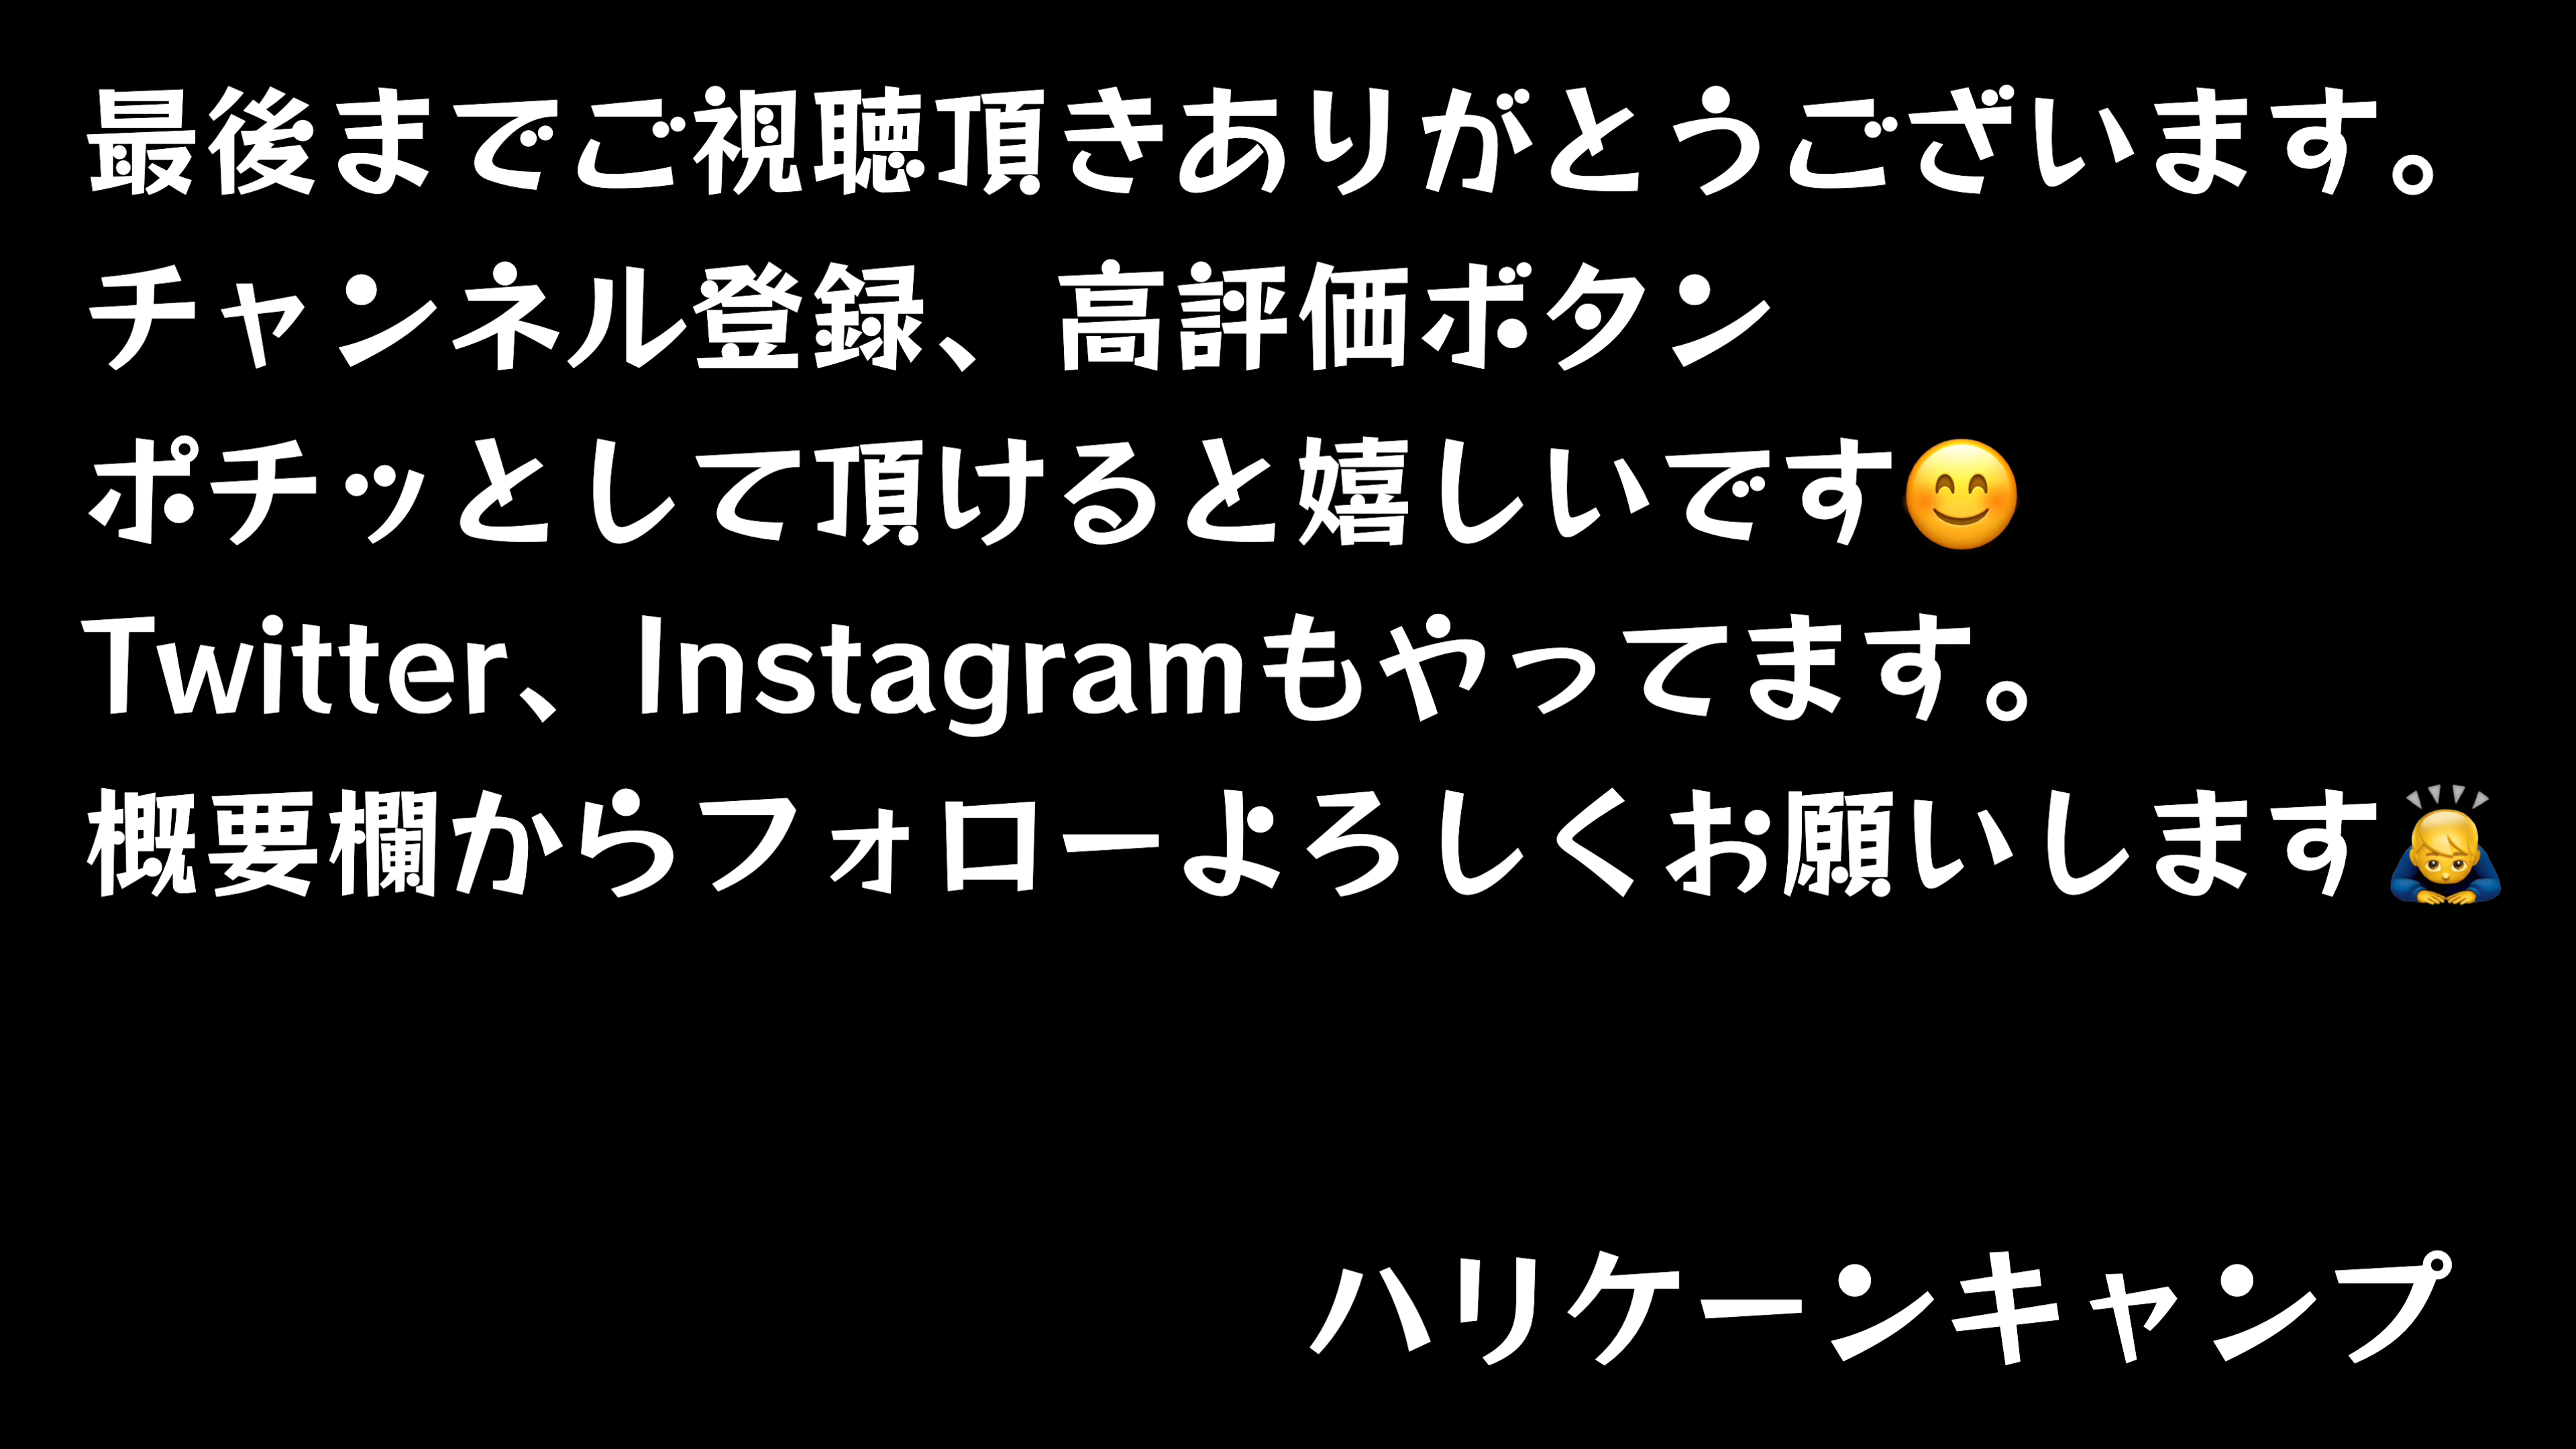 最後までご視聴頂きありがとうございます。
チャンネル登録、高評価ボタン
ポチッとして頂けると嬉しいです😊
Twitter、Instagramもやってます。
概要欄からフォローよろしくお願いします🙇‍♂️
ハリケーンキャンプ